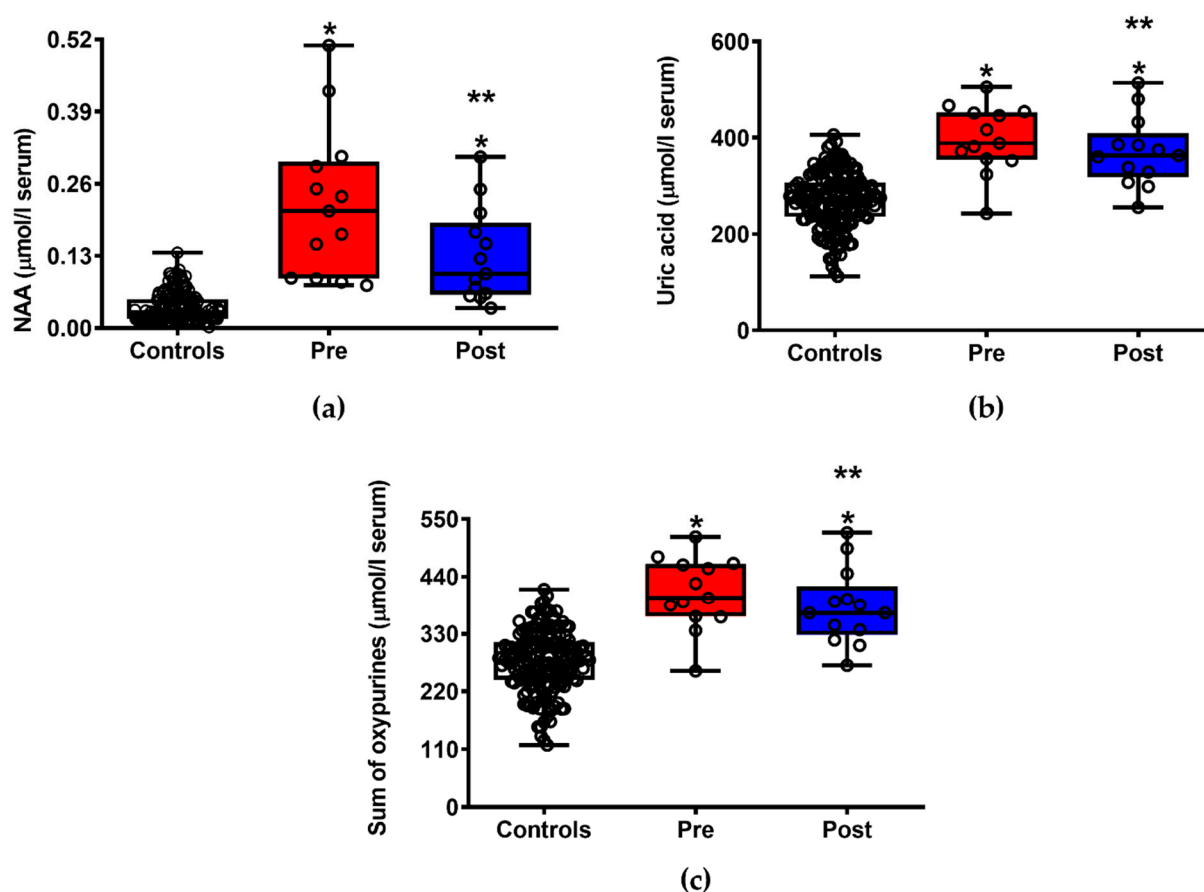 NAA (µmol/l serum)
0.52
0.39
0.26
0.13
0.00
*
**
*
Controls Pre Post
(a)
Uric acid (µmol/l serum)
600
400
200
0
*
**
*
Controls Pre Post
(b)
Sum of oxypurines (µmol/l serum)
550
440
330
220
110
0
*
**
*
Controls Pre Post
(c)